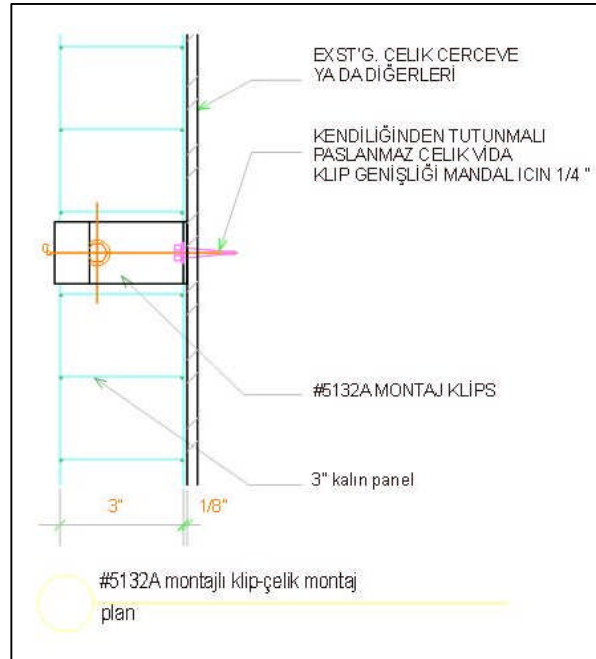 EXST'G. CELIK CERCEVE
YA DA DİĞERLERİ
KENDİLİĞİNDEN TUTUNMALI
PASLANMAZ CELIK VİDA
KLIP GENİŞLİĞİ MANDAL ICIN 1/4 "
#5132A MONTAJ KLİPS
3" kalın panel
3" 1/8"
#5132A montajlı klip-çelik montaj
plan